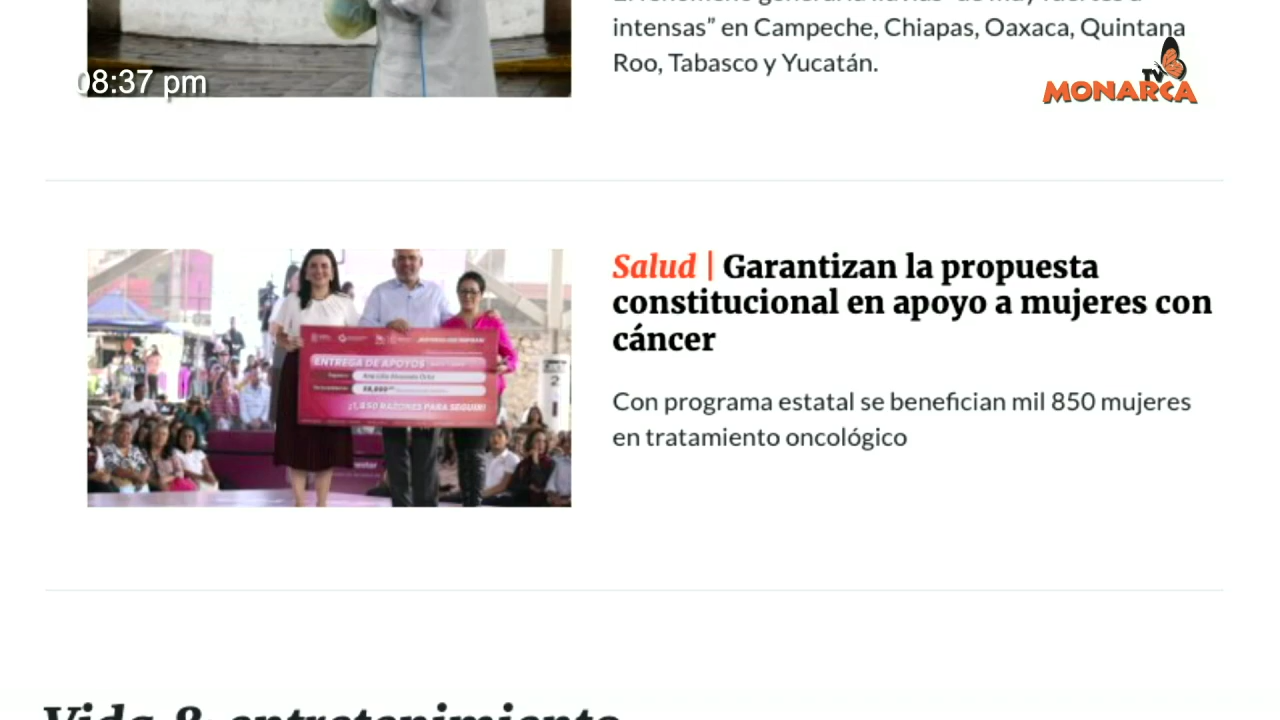 intensas” en Campeche, Chiapas, Oaxaca, Quintana
Roo, Tabasco y Yucatán.
08:37 pm
TV
MONARCA
Salud | Garantizan la propuesta
constitucional en apoyo a mujeres con
cáncer
Con programa estatal se benefician mil 850 mujeres
en tratamiento oncológico
ENTREGA DE APOYOS
¡1,850 RAZONES PARA SEGUIR!
Vida & entretenimiento